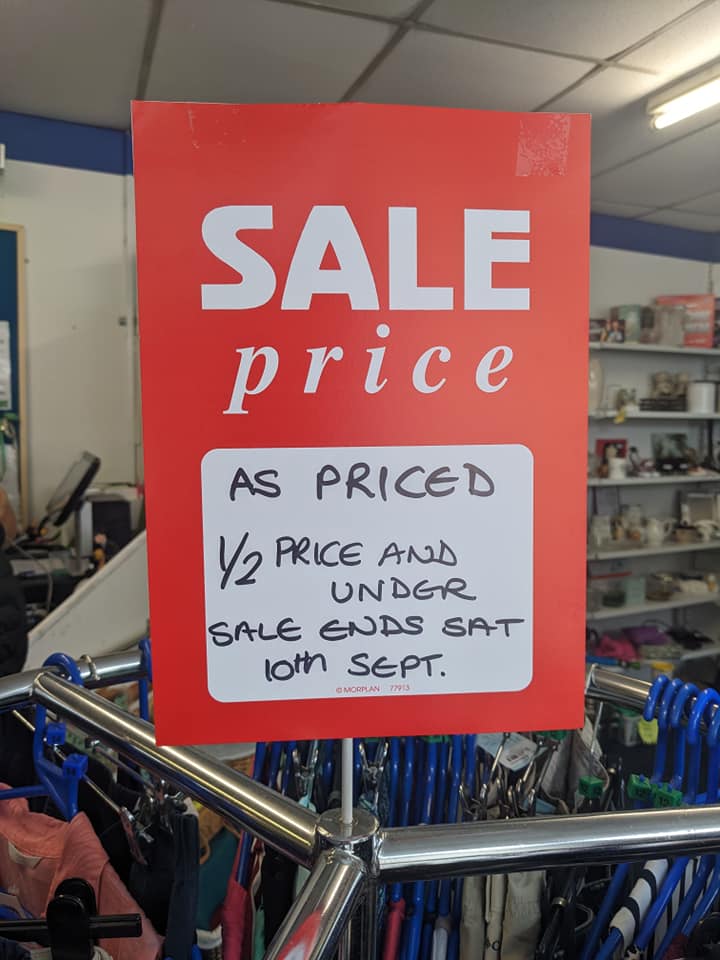 SALE
price
AS PRICED
1/2 PRICE AND
UNDER
SALE ENDS SAT
10th SEPT.
© MORPLAN 77913